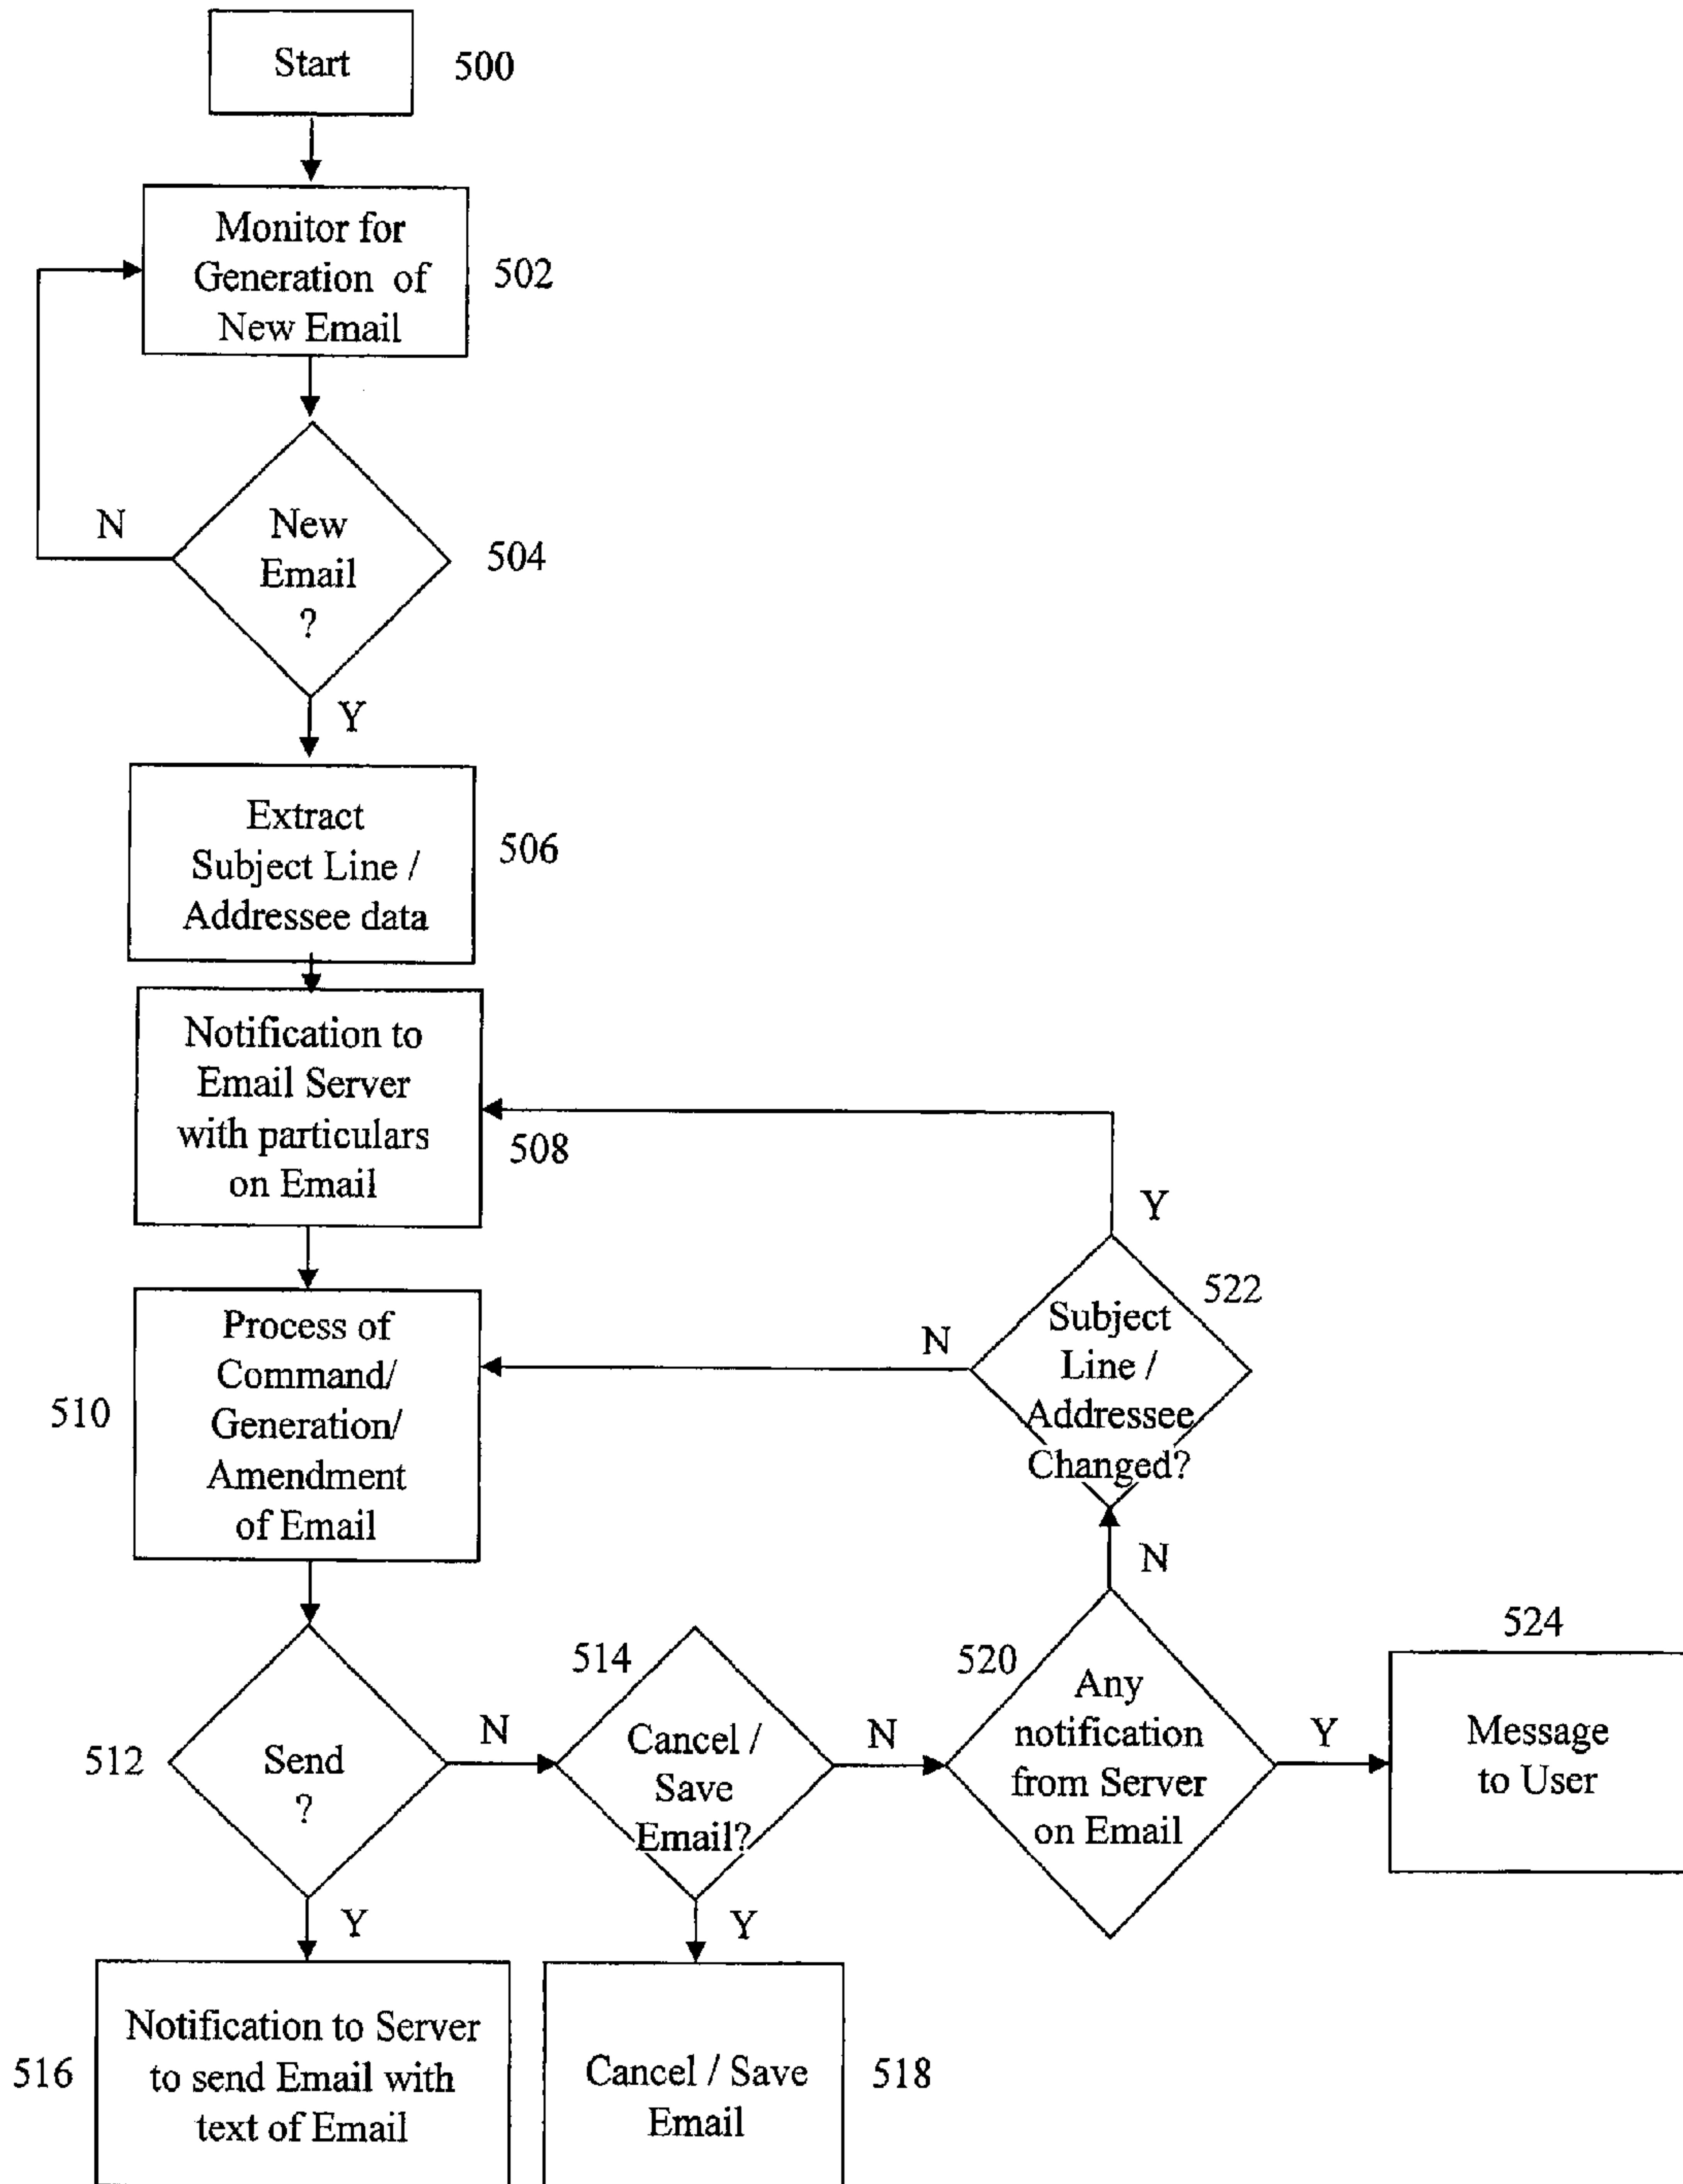 Start
500
Monitor for
Generation of
New Email
502
N
New
Email
?
504
Y
Extract
Subject Line /
Addressee data
506
Notification to
Email Server
with particulars
on Email
508
Y
522
Subject
Line /
Addressee
Changed?
N
N
Process of
Command/
Generation/
Amendment
of Email
510
512
Send
?
N
514
Cancel /
Save
Email?
N
520
Any
notification
from Server
on Email
Y
524
Message
to User
Y
Y
516
Notification to Server
to send Email with
text of Email
Cancel / Save
Email
518